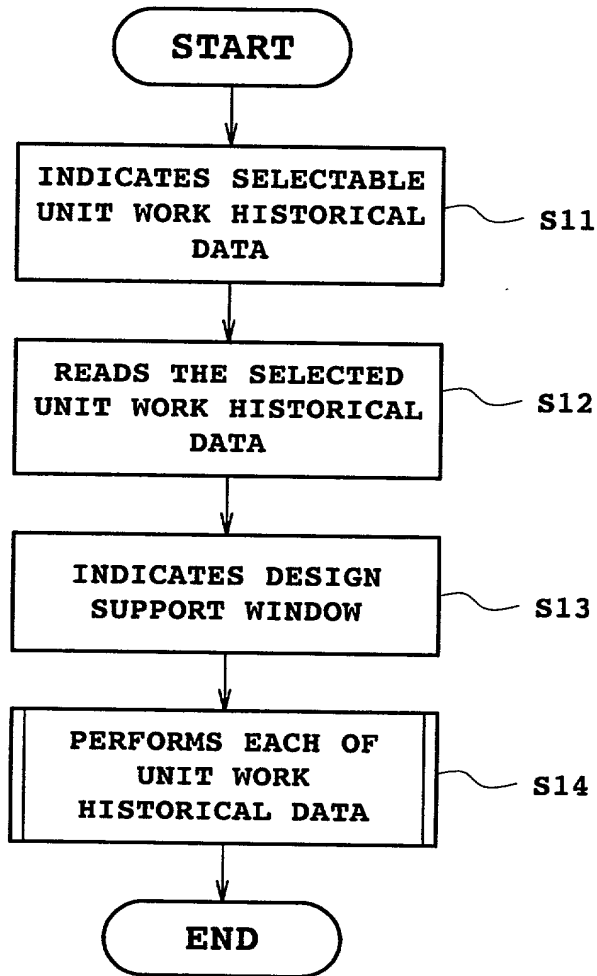 START
INDICATES SELECTABLE
UNIT WORK HISTORICAL
DATA
S11
READS THE SELECTED
UNIT WORK HISTORICAL
DATA
S12
INDICATES DESIGN
SUPPORT WINDOW
S13
PERFORMS EACH OF
UNIT WORK
HISTORICAL DATA
S14
END